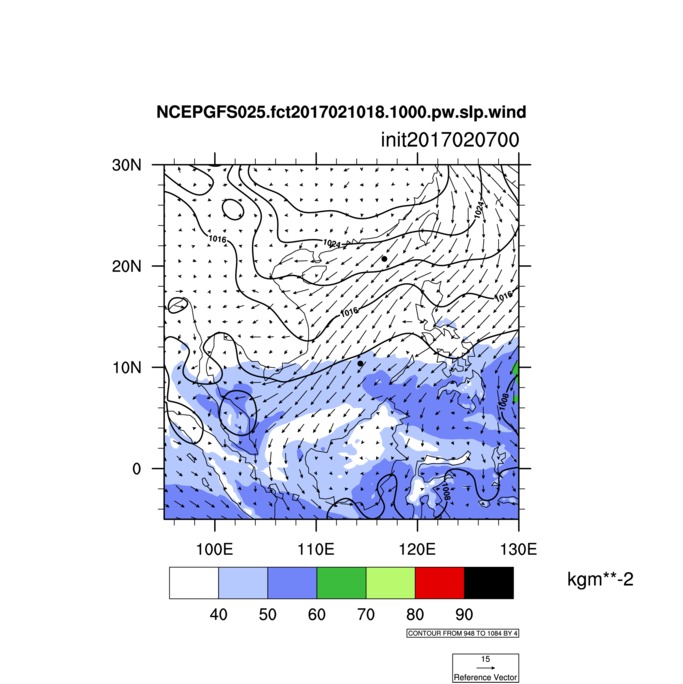 NCEPGFS025.fct2017021018.1000.pw.slp.wind
init2017020700
30N
20N
10N
0
1016
1024
1024
1016
1016
1008
1008
100E 110E 120E 130E
40 50 60 70 80 90
kgm**-2
CONTOUR FROM 948 TO 1084 BY 4
15
Reference Vector